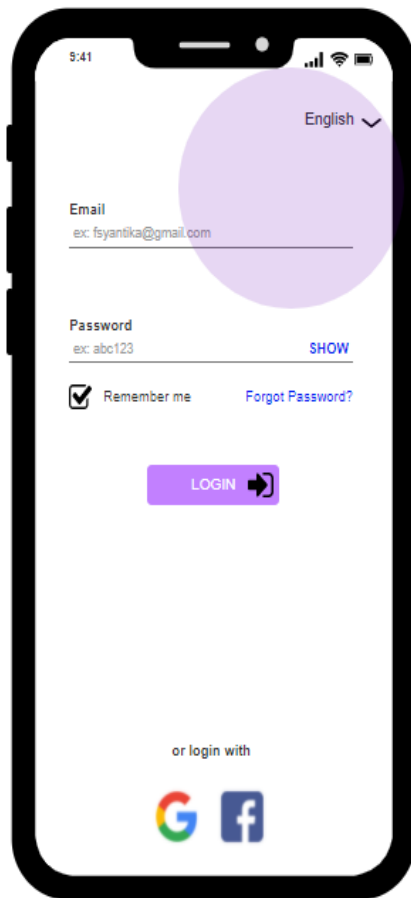 9:41
English
Email
ex: fsyantika@gmail.com
Password
ex: abc123 SHOW
Remember me Forgot Password?
LOGIN
or login with
G f